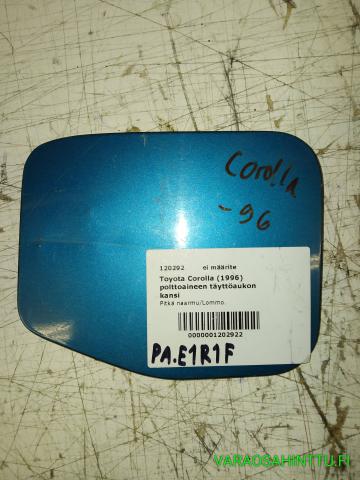 Corolla
-96
120292 ei määrite
Toyota Corolla (1996)
polttoaineen täyttöaukon
kansi
Pitkä naarmu/Lommo.
0000001202922
PA.E1R1F
VARAOSAHINTTU.FI